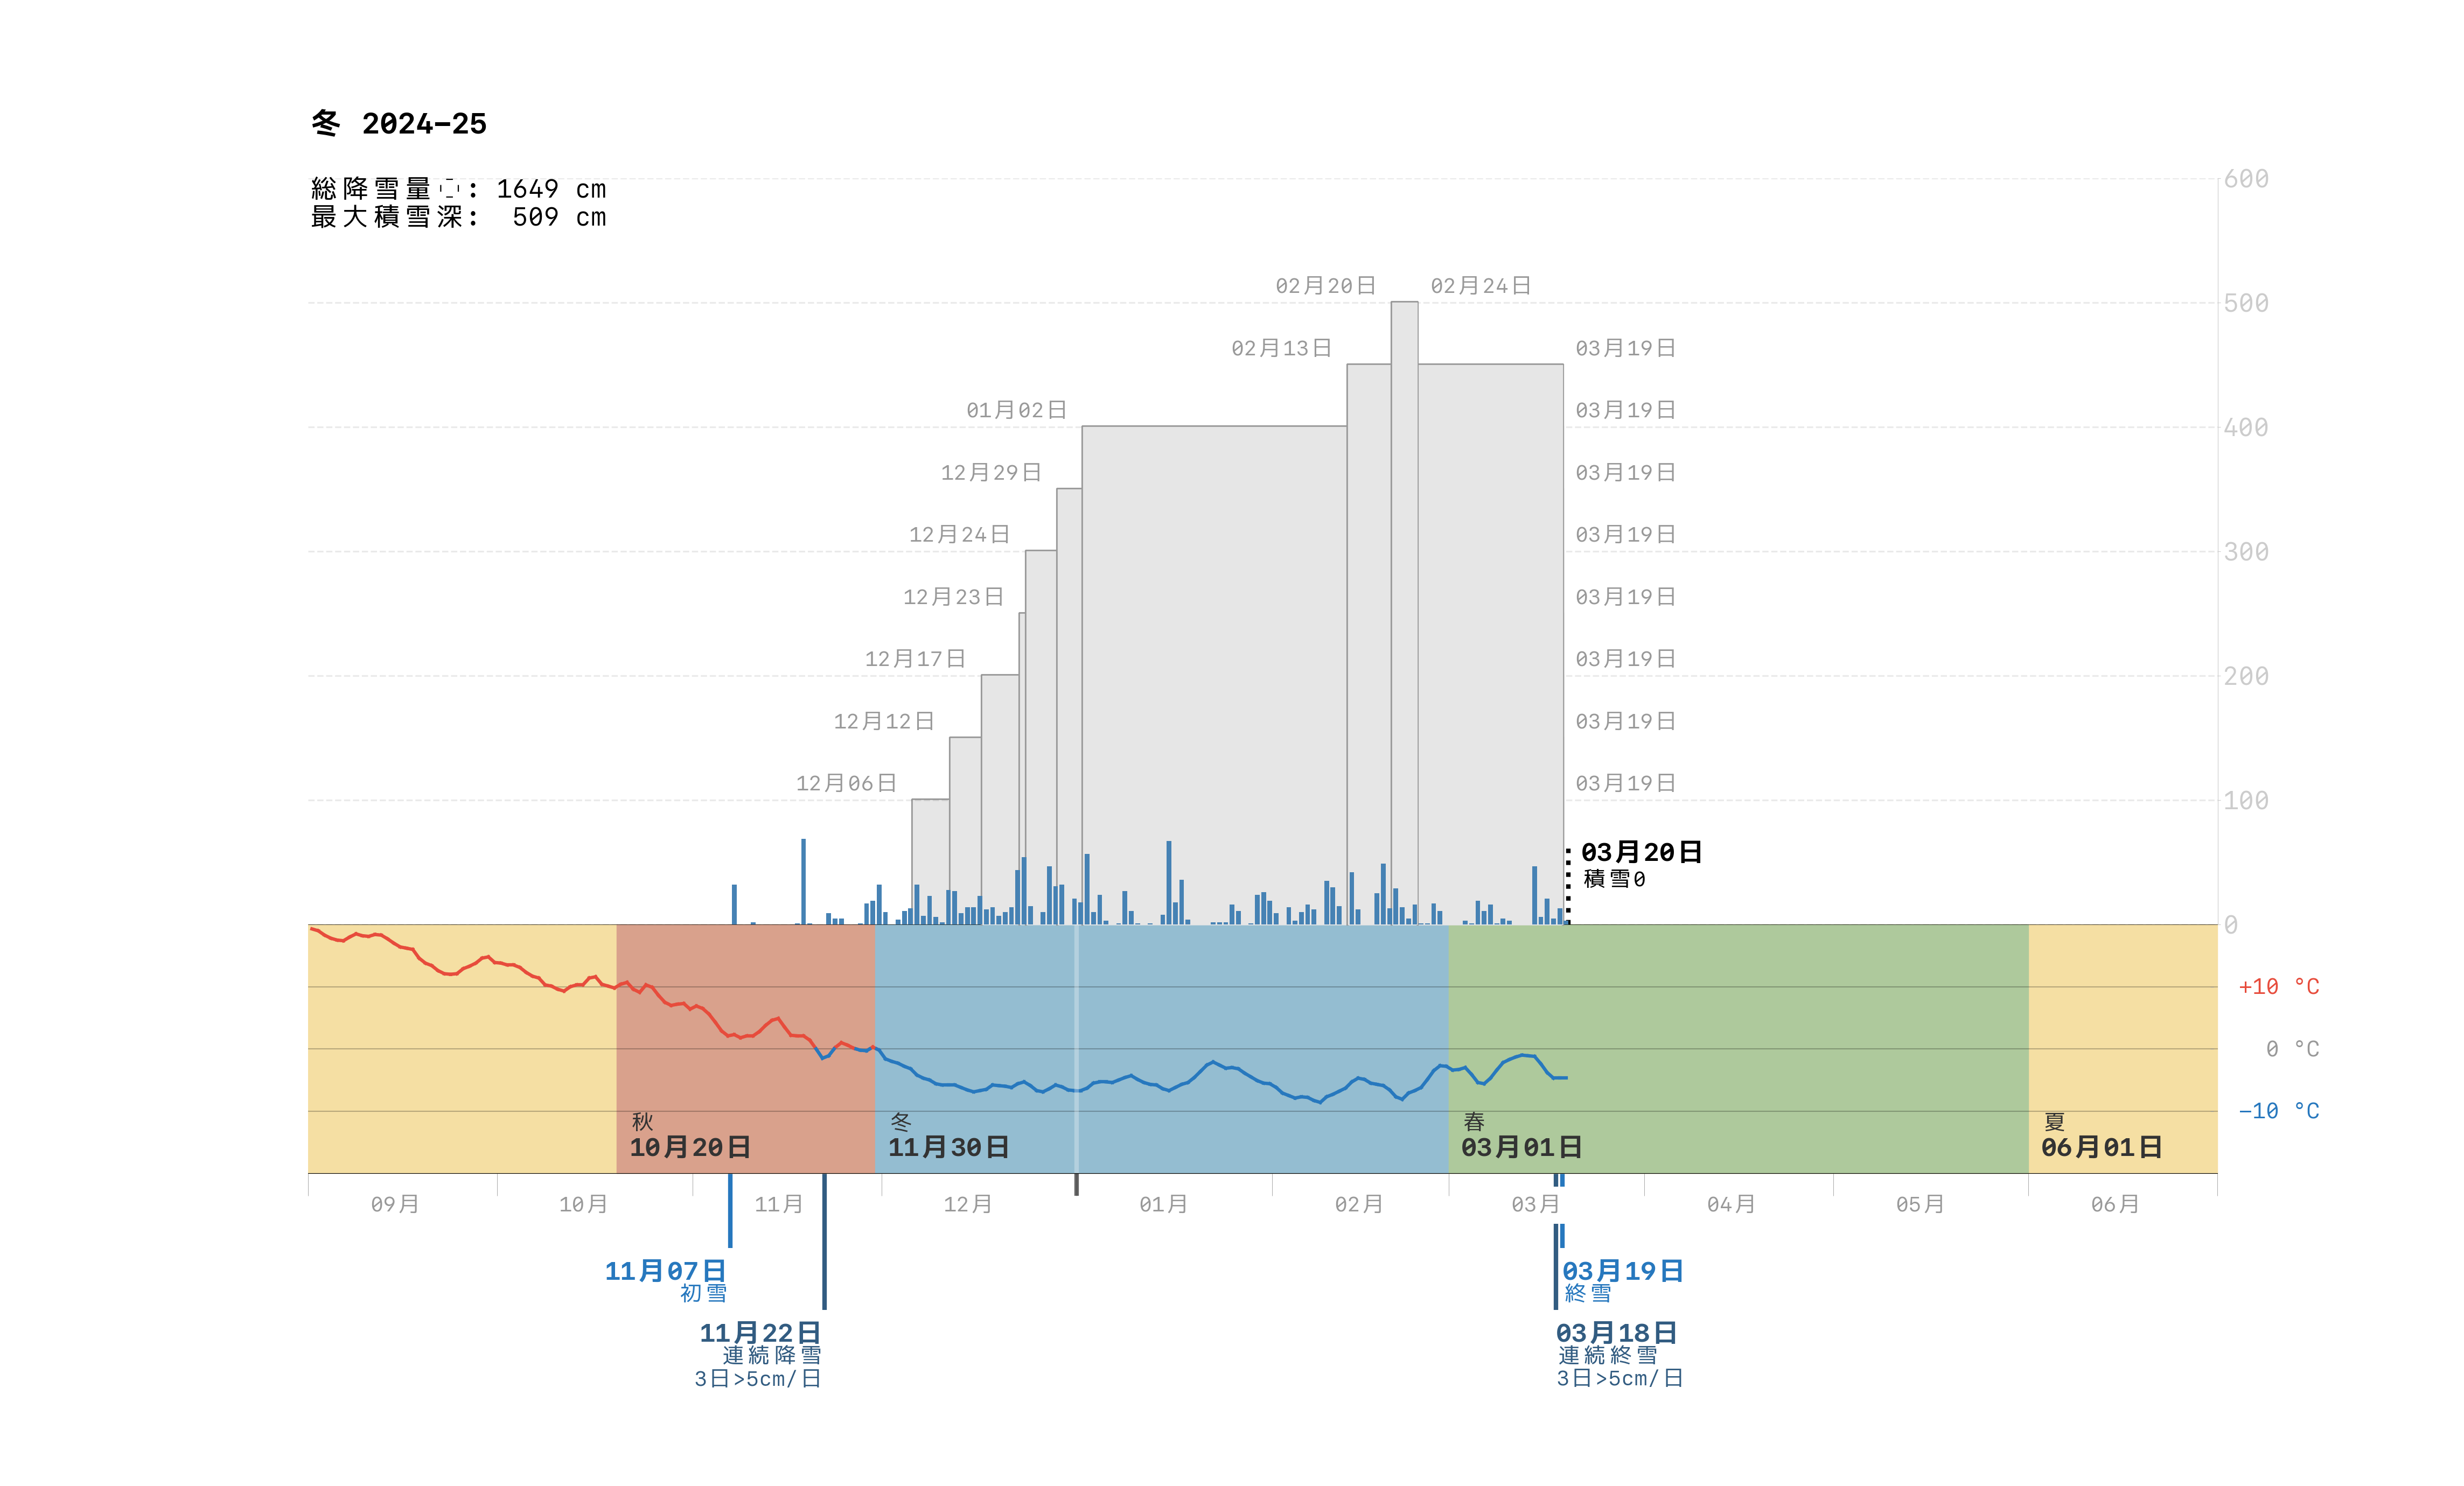 冬 2024−25
総降雪量◌: 1649 cm
最大積雪深: 509 cm
600
02月20日 02月24日
500
02月13日 03月19日
01月02日 03月19日
400
12月29日 03月19日
12月24日 03月19日
300
12月23日 03月19日
12月17日 03月19日
200
12月12日 03月19日
12月06日 03月19日
100
03月20日
積雪0
0
+10 °C
0 °C
−10 °C
秋
10月20日
冬
11月30日
春
03月01日
夏
06月01日
09月 10月 11月 12月 01月 02月 03月 04月 05月 06月
11月07日
初雪
03月19日
終雪
11月22日
連続降雪
3日>5cm/日
03月18日
連続終雪
3日>5cm/日